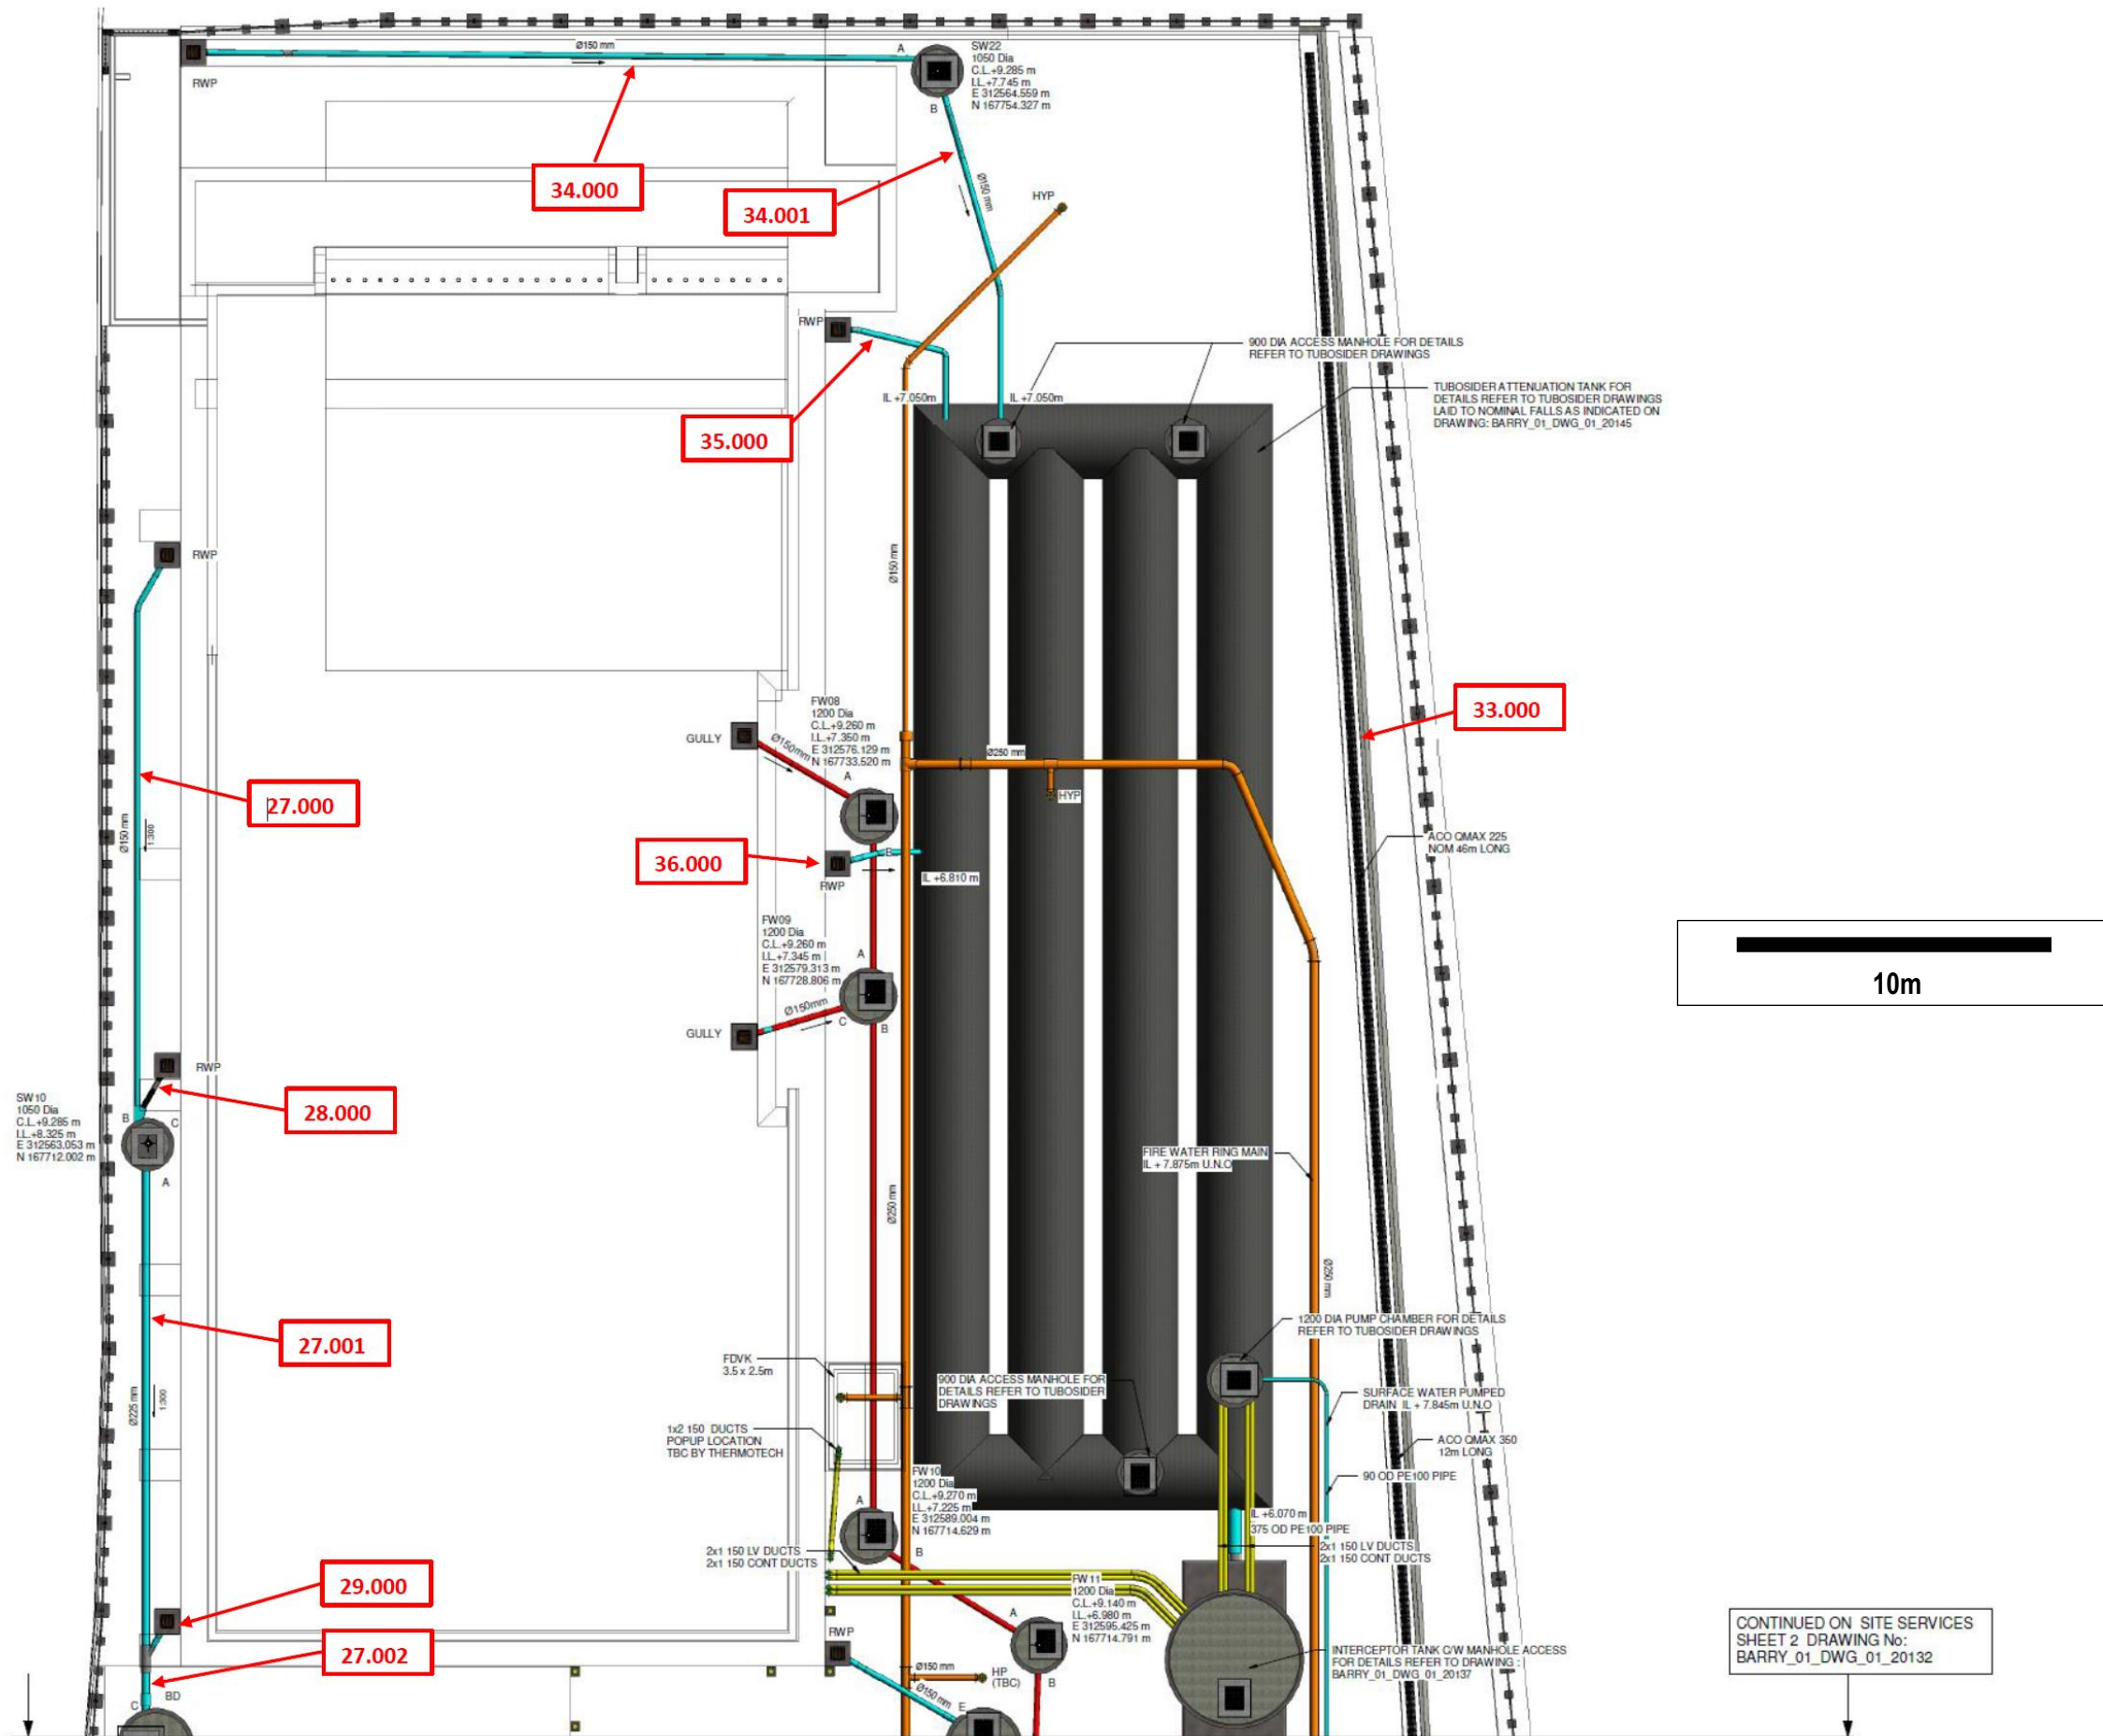 Ø150 mm
A
SW22
1050 Dia
C.L.+9.285 m
I.L.+7.745 m
E 312564.559 m
N 167754.327 m
RWP
B
34.000
34.001
Ø150 mm
HYP
RWP
900 DIA ACCESS MANHOLE FOR DETAILS
REFER TO TUBOSIDER DRAWINGS
TUBOSIDER ATTENUATION TANK FOR
DETAILS REFER TO TUBOSIDER DRAWINGS
LAID TO NOMINAL FALLS AS INDICATED ON
DRAWING: BARRY_01_DWG_01_20145
IL +7.050m
IL +7.050m
35.000
RWP
Ø150 mm
33.000
FW08
1200 Dia
C.L.+9.260 m
I.L.+7.350 m
E 312576.129 m
N 167733.520 m
GULLY
Ø150mm
A
Ø250 mm
HYP
27.000
Ø150 mm
1:300
ACO QMAX 225
NOM 46m LONG
36.000
B
RWP
IL +6.810 m
FW09
1200 Dia
C.L.+9.260 m
I.L.+7.345 m
E 312579.313 m
N 167728.806 m
A
10m
Ø150mm
GULLY
C
B
RWP
SW10
1050 Dia
C.L.+9.285 m
I.L.+8.325 m
E 312563.053 m
N 167712.002 m
B
C
A
28.000
FIRE WATER RING MAIN
IL + 7.875m U.N.O
Ø250 mm
Ø250 mm
27.001
1200 DIA PUMP CHAMBER FOR DETAILS
REFER TO TUBOSIDER DRAWINGS
FDVK
3.5 x 2.5m
900 DIA ACCESS MANHOLE FOR
DETAILS REFER TO TUBOSIDER
DRAWINGS
SURFACE WATER PUMPED
DRAIN IL + 7.845m U.N.O
Ø225 mm
1:300
1x2 150 DUCTS
POPUP LOCATION
TBC BY THERMOTECH
ACO QMAX 350
12m LONG
90 OD PE100 PIPE
FW10
1200 Dia
C.L.+9.270 m
I.L.+7.225 m
E 312589.004 m
N 167714.629 m
A
B
IL +6.070 m
375 OD PE100 PIPE
2x1 150 LV DUCTS
2x1 150 CONT DUCTS
2x1 150 LV DUCTS
2x1 150 CONT DUCTS
29.000
FW11
1200 Dia
C.L.+9.140 m
I.L.+6.980 m
E 312595.425 m
N 167714.791 m
A
B
RWP
27.002
INTERCEPTOR TANK C/W MANHOLE ACCESS
FOR DETAILS REFER TO DRAWING :
BARRY_01_DWG_01_20137
CONTINUED ON SITE SERVICES
SHEET 2 DRAWING No:
BARRY_01_DWG_01_20132
Ø150 mm
HP
(TBC)
Ø150 mm
E
C
BD